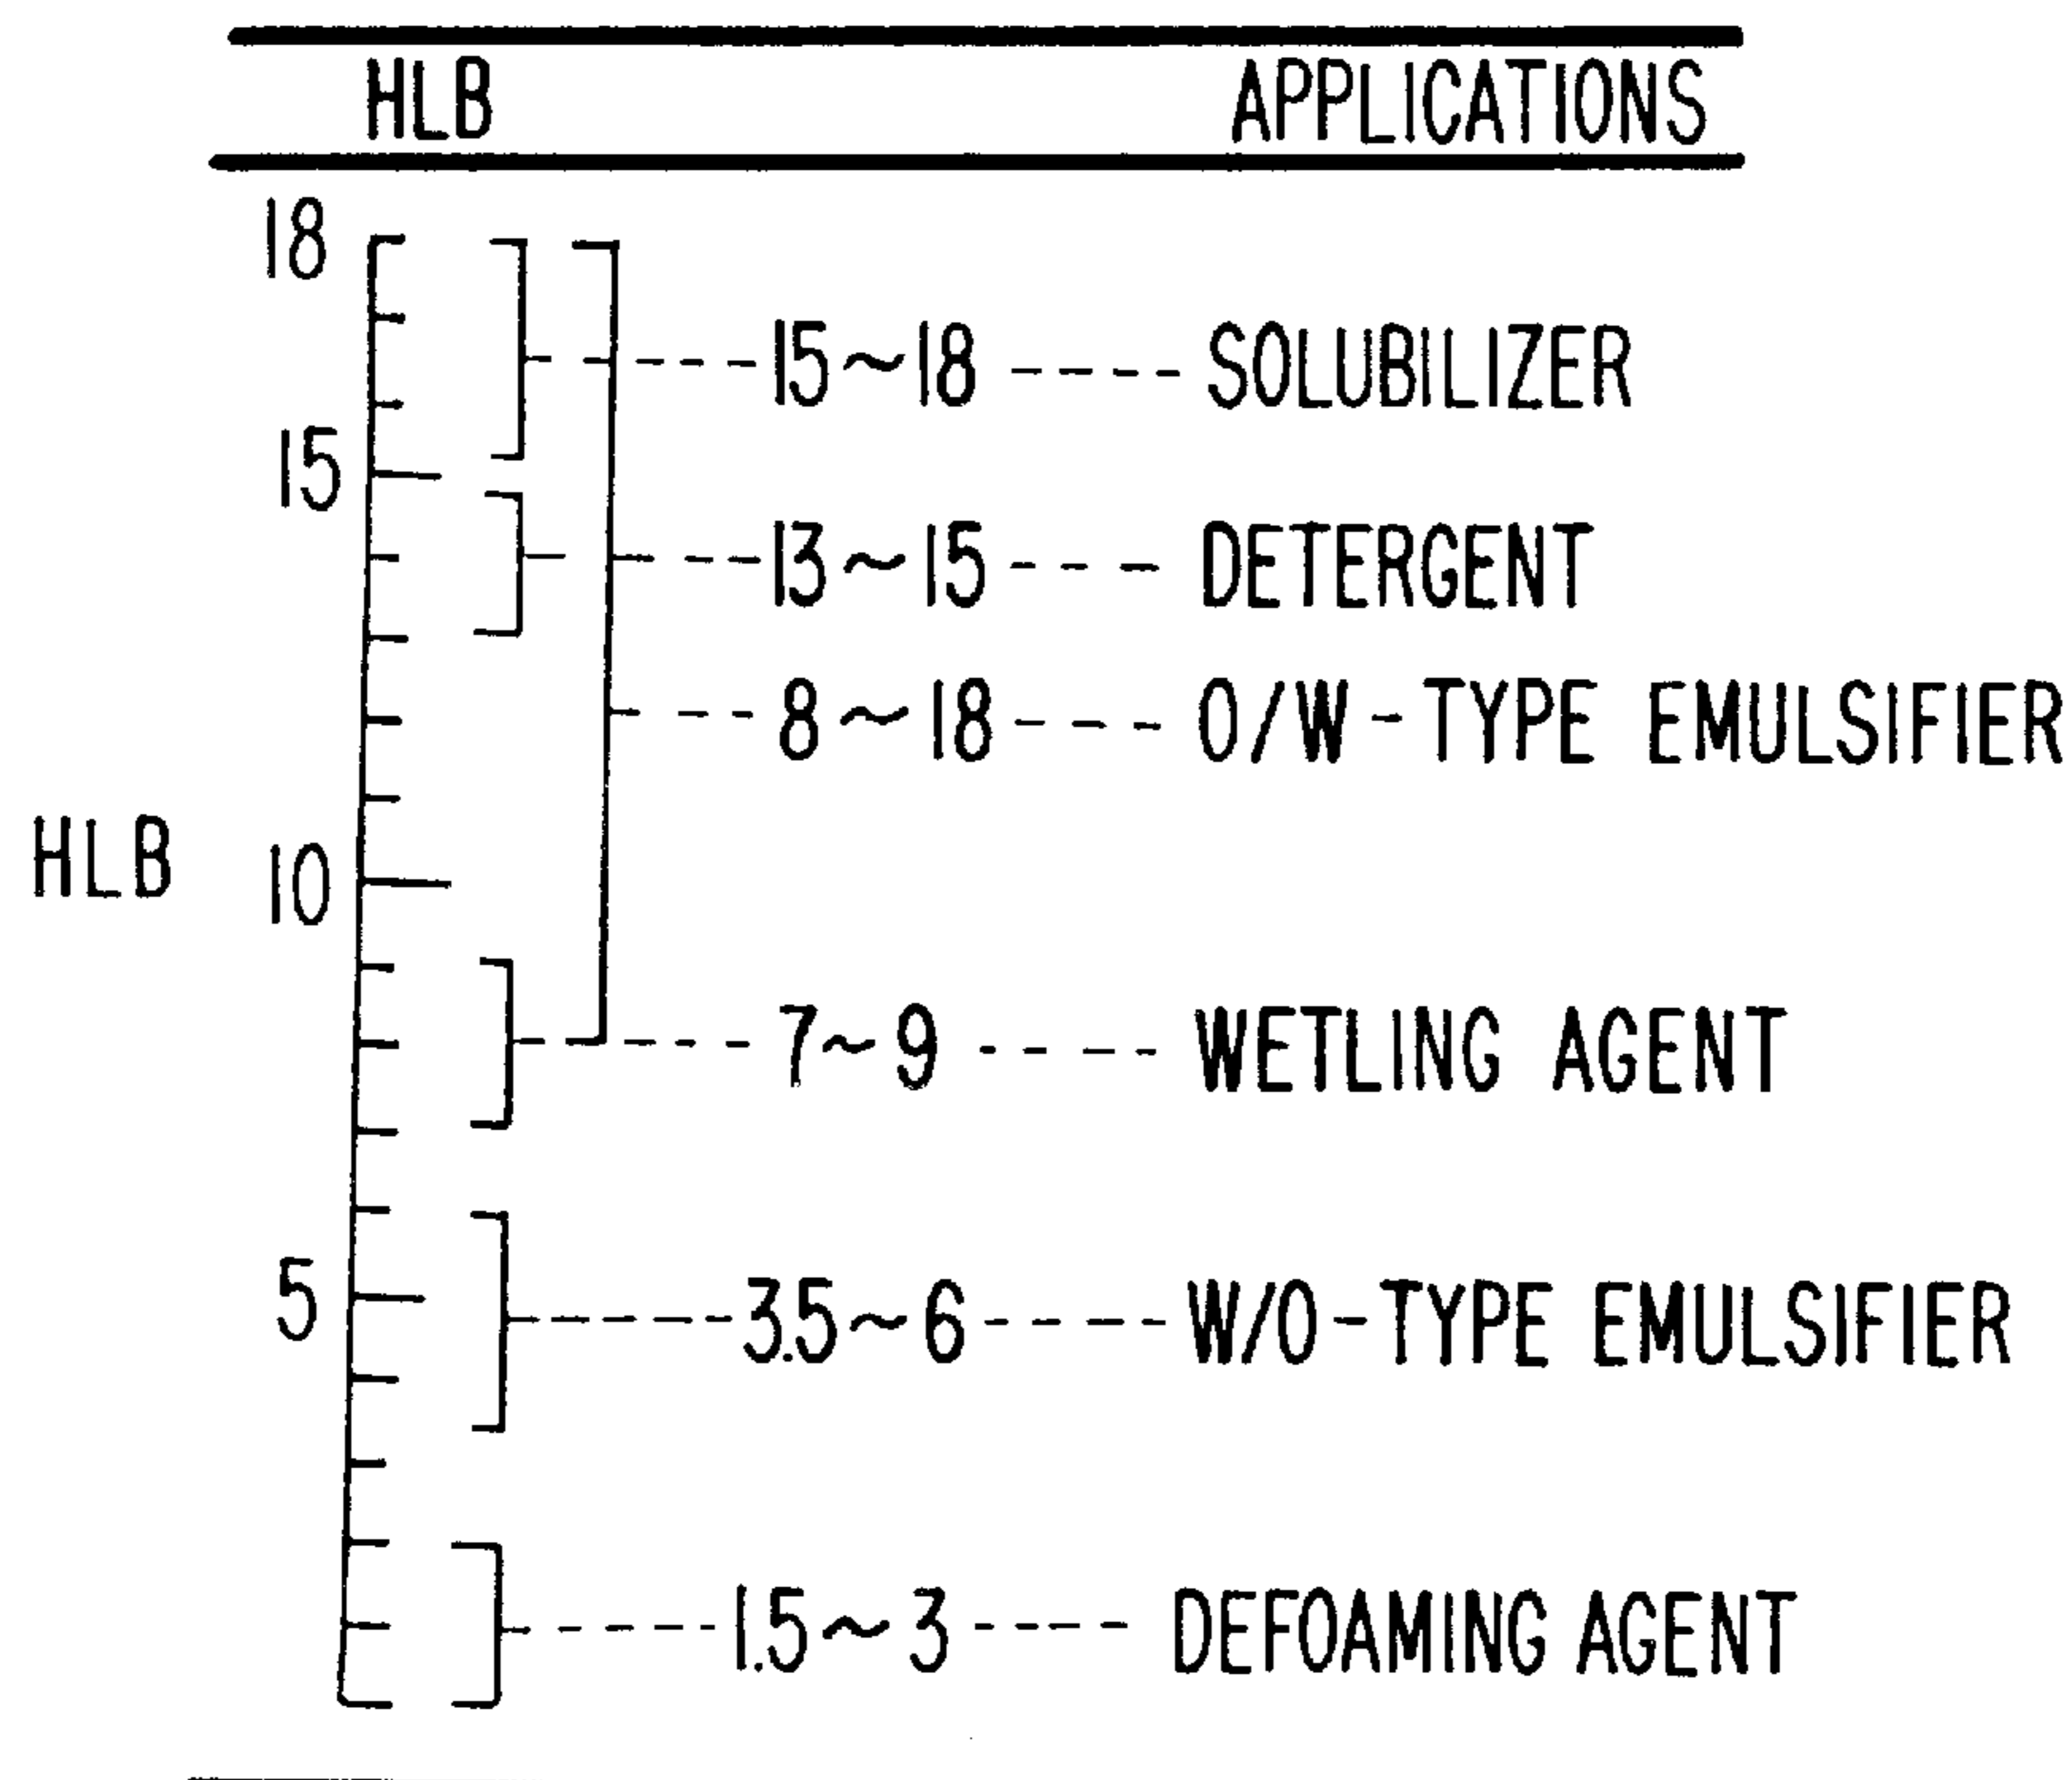 HLB APPLICATIONS
18
15~18 ---- SOLUBILIZER
15
13~15 --- DETERGENT
8~18 --- O/W-TYPE EMULSIFIER
HLB 10
7~9 ---- WETLING AGENT
5 3.5~6 ---- W/O-TYPE EMULSIFIER
1.5~3 ---- DEFOAMING AGENT